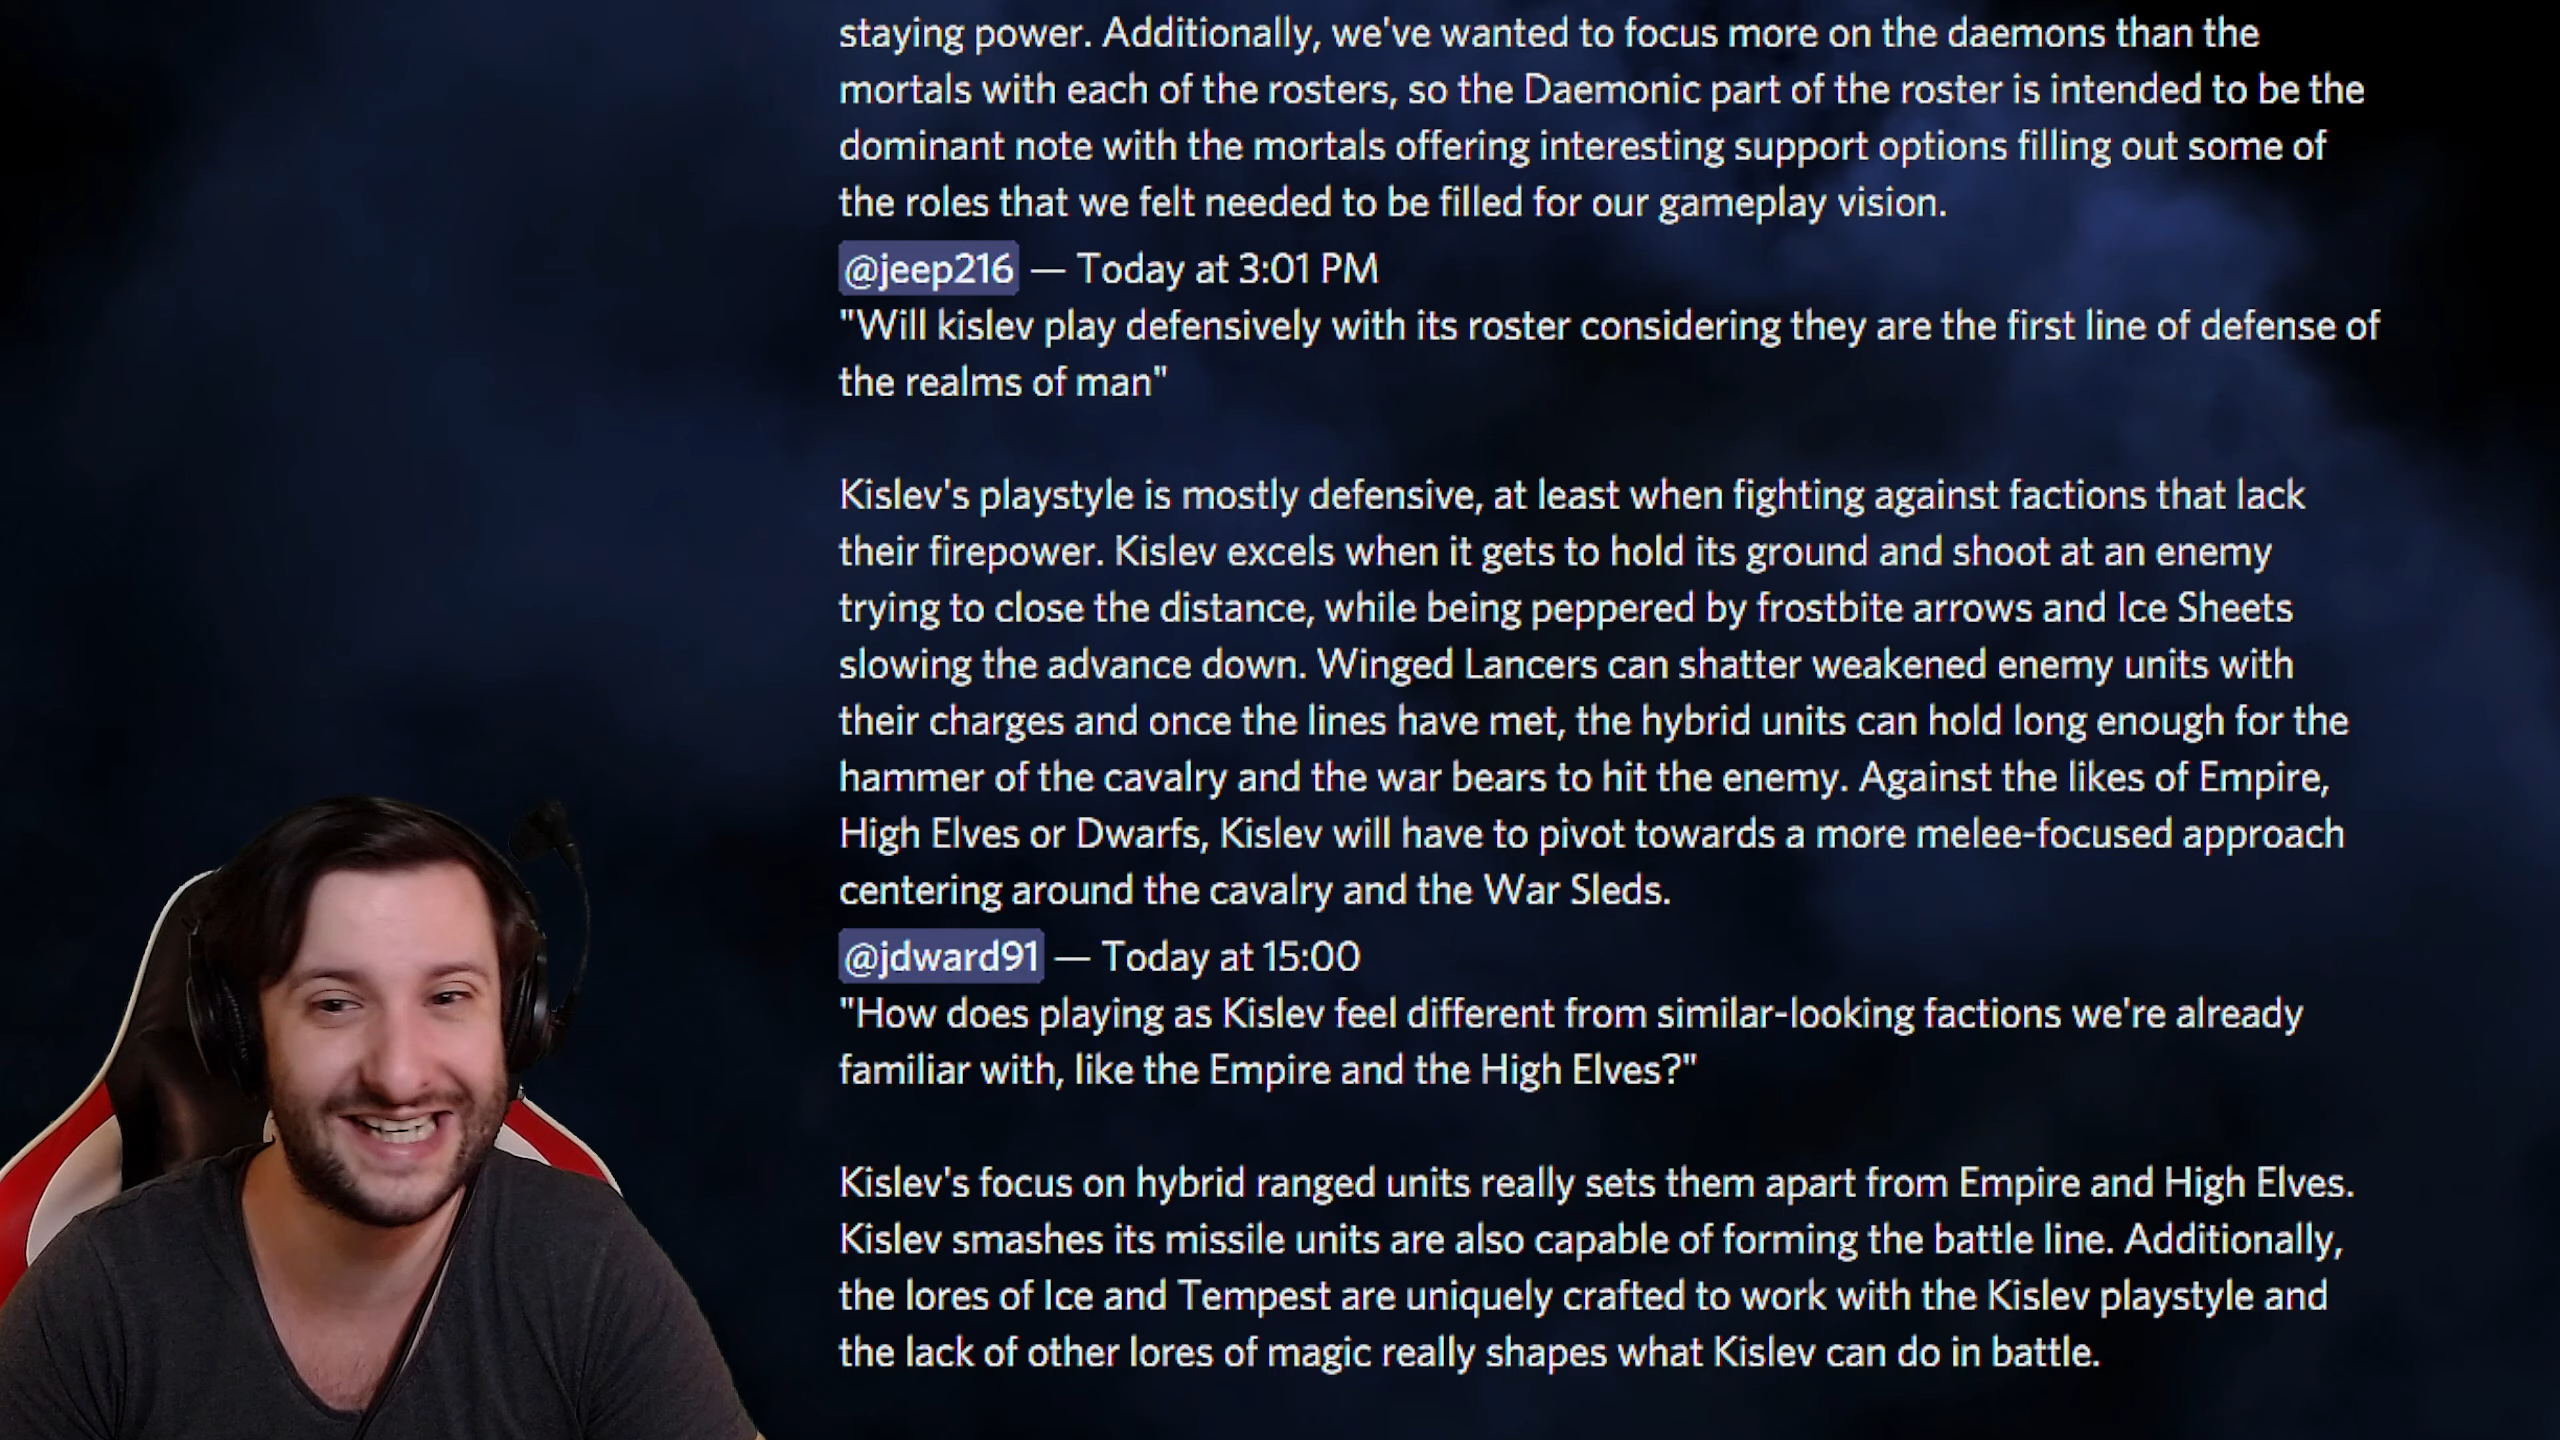 staying power. Additionally, we've wanted to focus more on the daemons than the
mortals with each of the rosters, so the Daemonic part of the roster is intended to be the
dominant note with the mortals offering interesting support options filling out some of
the roles that we felt needed to be filled for our gameplay vision.
@jeep216 — Today at 3:01 PM
"Will kislev play defensively with its roster considering they are the first line of defense of
the realms of man"
Kislev's playstyle is mostly defensive, at least when fighting against factions that lack
their firepower. Kislev excels when it gets to hold its ground and shoot at an enemy
trying to close the distance, while being peppered by frostbite arrows and Ice Sheets
slowing the advance down. Winged Lancers can shatter weakened enemy units with
their charges and once the lines have met, the hybrid units can hold long enough for the
hammer of the cavalry and the war bears to hit the enemy. Against the likes of Empire,
High Elves or Dwarfs, Kislev will have to pivot towards a more melee-focused approach
centering around the cavalry and the War Sleds.
@jdward91 — Today at 15:00
"How does playing as Kislev feel different from similar-looking factions we're already
familiar with, like the Empire and the High Elves?"
Kislev's focus on hybrid ranged units really sets them apart from Empire and High Elves.
Kislev smashes its missile units are also capable of forming the battle line. Additionally,
the lores of Ice and Tempest are uniquely crafted to work with the Kislev playstyle and
the lack of other lores of magic really shapes what Kislev can do in battle.